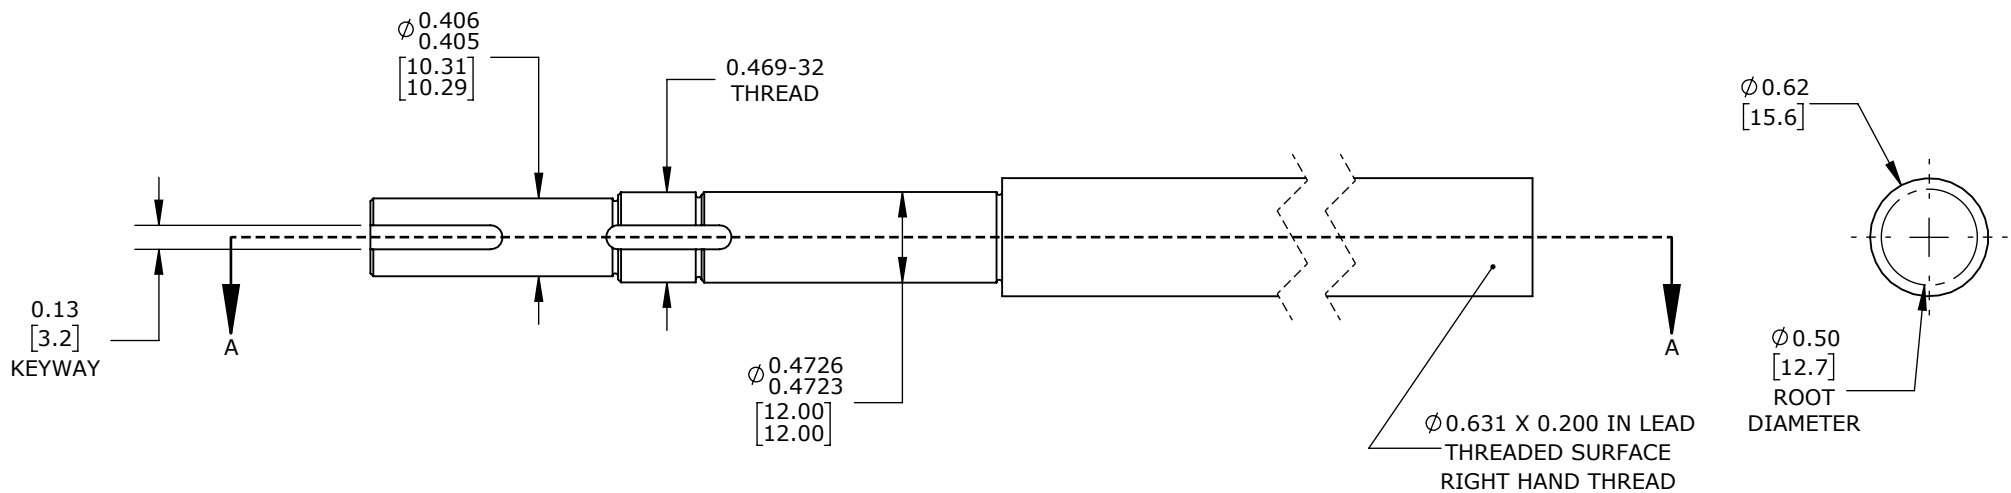 ⌀0.406
0.405
[10.31]
[10.29]
0.469-32
THREAD
⌀0.62
[15.6]
0.13
[3.2]
KEYWAY
A
A
⌀0.4726
0.4723
[12.00]
[12.00]
⌀0.631 X 0.200 IN LEAD
THREADED SURFACE
RIGHT HAND THREAD
⌀0.50
[12.7]
ROOT
DIAMETER